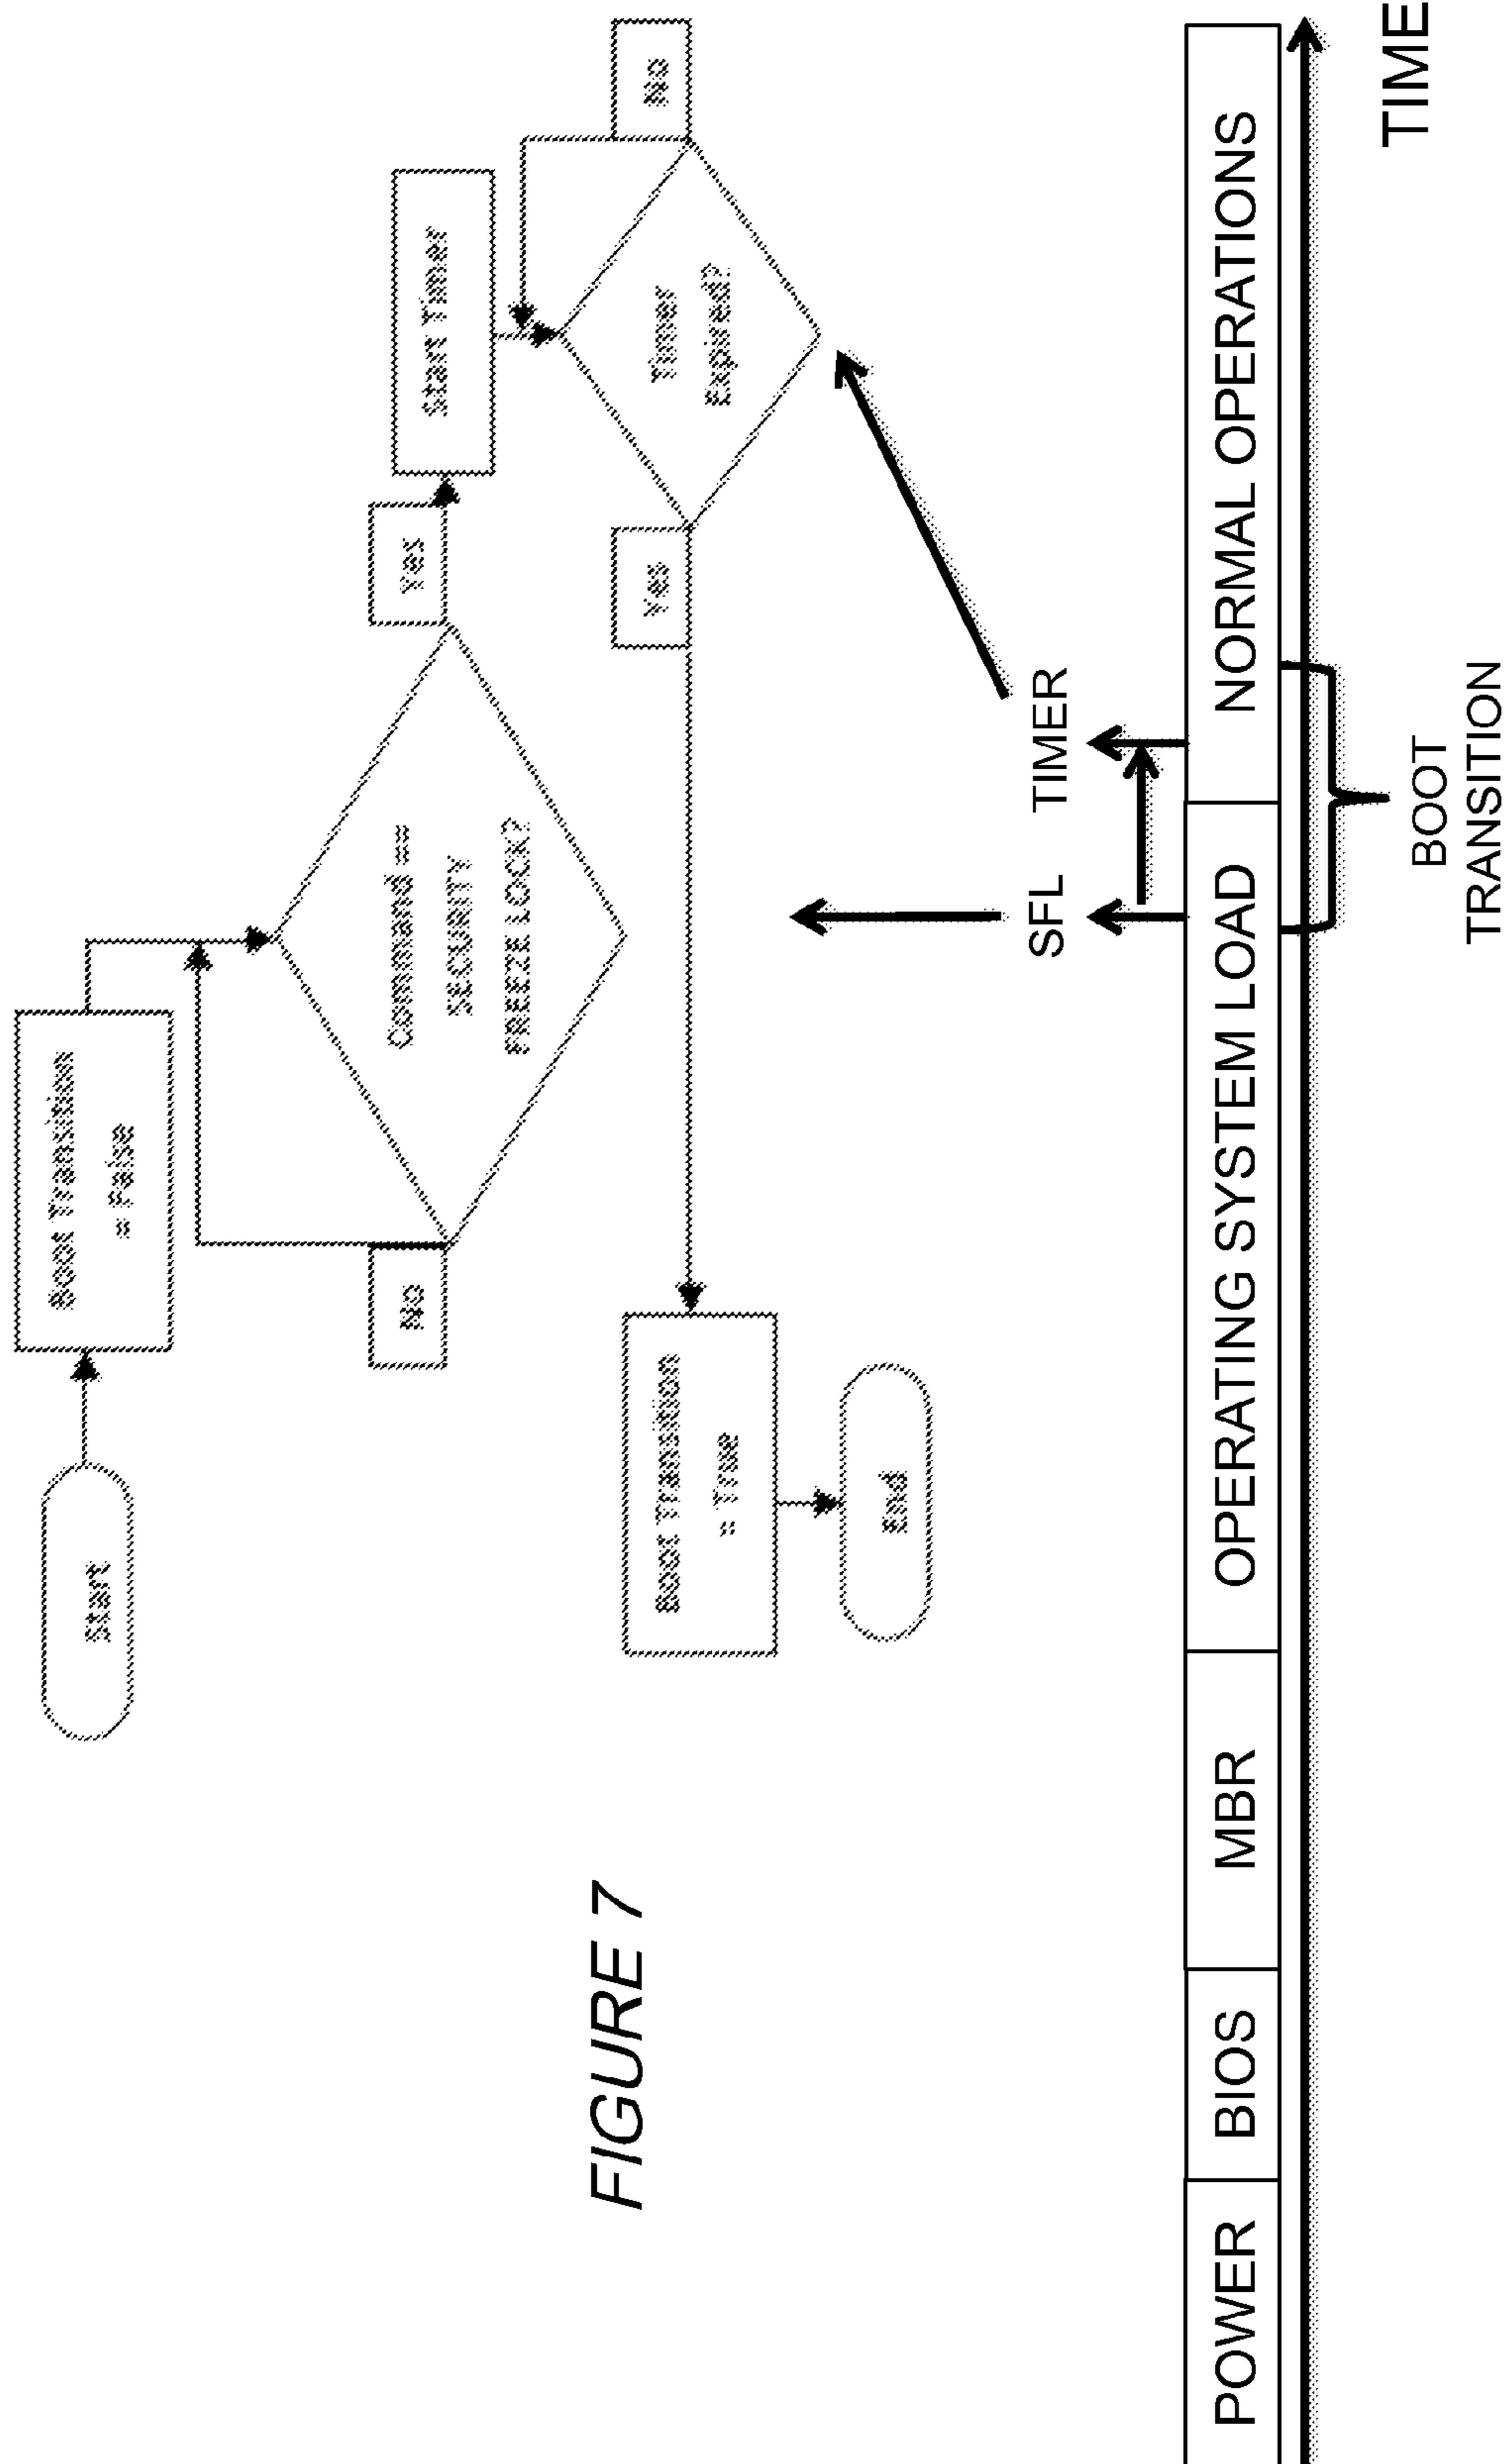 Start
Boot Transition
= False
Command ==
SECURITY
FREEZE LOCK?
No
Yes
Start Timer
Timer
Expired?
No
Yes
Boot Transition
= True
End
FIGURE 7
SFL
TIMER
POWER
BIOS
MBR
OPERATING SYSTEM LOAD
NORMAL OPERATIONS
TIME
BOOT
TRANSITION